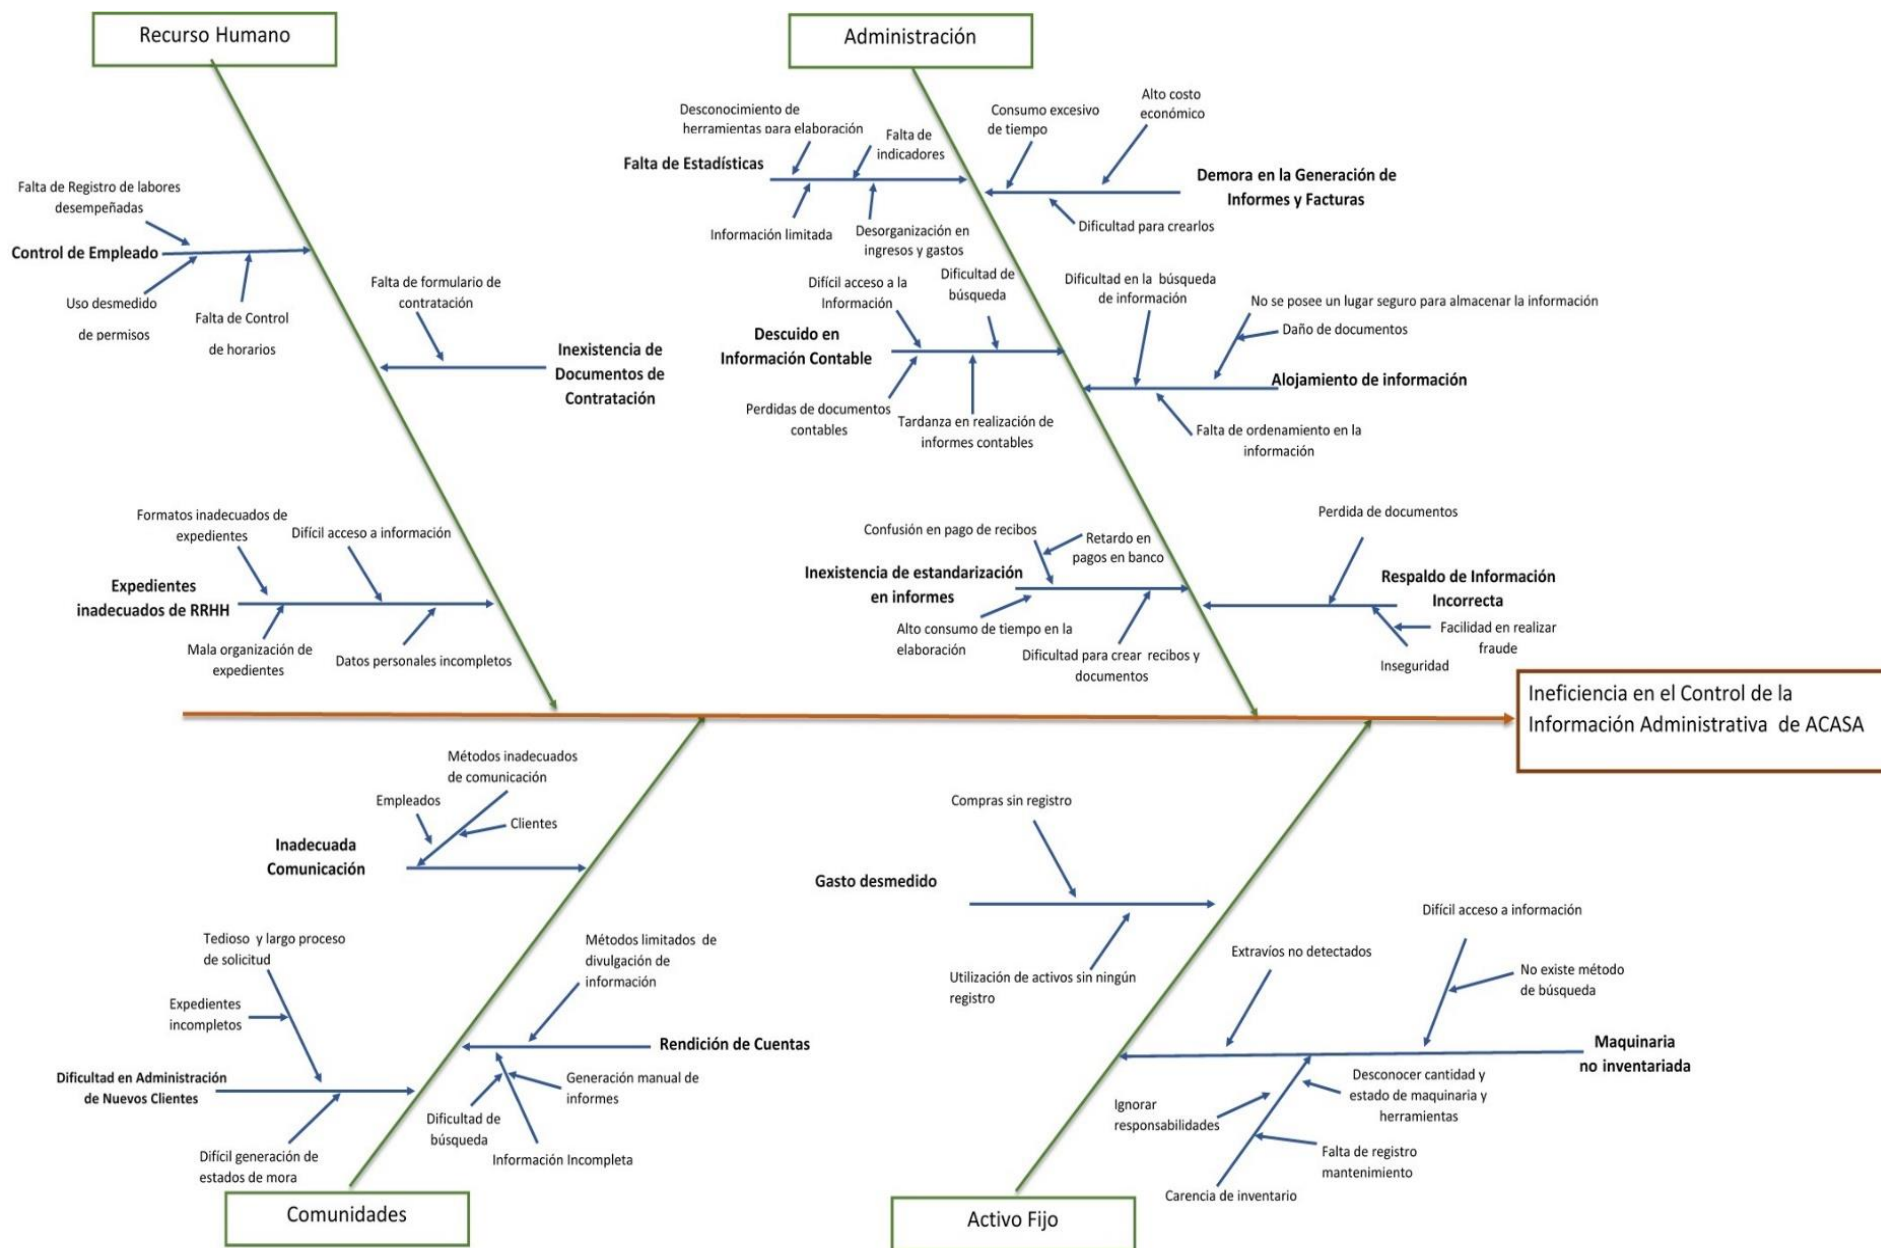 Recurso Humano
Administración
Desconocimiento de
herramientas para elaboración
Falta de
indicadores
Falta de Estadísticas
Información limitada
Desorganización en
ingresos y gastos
Consumo excesivo
de tiempo
Alto costo
económico
Demora en la Generación de
Informes y Facturas
Dificultad para crearlos
Falta de Registro de labores
desempeñadas
Control de Empleado
Uso desmedido
de permisos
Falta de Control
de horarios
Falta de formulario de
contratación
Inexistencia de
Documentos de
Contratación
Difícil acceso a la
Información
Dificultad de
búsqueda
Descuido en
Información Contable
Perdidas de documentos
contables
Tardanza en realización de
informes contables
Dificultad en la búsqueda
de información
No se posee un lugar seguro para almacenar la información
Daño de documentos
Alojamiento de información
Falta de ordenamiento en la
información
Formatos inadecuados de
expedientes
Difícil acceso a información
Expedientes
inadecuados de RRHH
Mala organización de
expedientes
Datos personales incompletos
Confusión en pago de recibos
Retardo en
pagos en banco
Inexistencia de estandarización
en informes
Alto consumo de tiempo en la
elaboración
Dificultad para crear recibos y
documentos
Perdida de documentos
Respaldo de Información
Incorrecta
Facilidad en realizar
fraude
Inseguridad
Ineficiencia en el Control de la
Información Administrativa de ACASA
Métodos inadecuados
de comunicación
Empleados
Clientes
Inadecuada
Comunicación
Tedioso y largo proceso
de solicitud
Expedientes
incompletos
Dificultad en Administración
de Nuevos Clientes
Difícil generación de
estados de mora
Métodos limitados de
divulgación de
información
Rendición de Cuentas
Generación manual de
informes
Dificultad de
búsqueda
Información Incompleta
Compras sin registro
Gasto desmedido
Utilización de activos sin ningún
registro
Difícil acceso a información
Extravíos no detectados
No existe método
de búsqueda
Maquinaria
no inventariada
Desconocer cantidad y
estado de maquinaria y
herramientas
Ignorar
responsabilidades
Falta de registro
mantenimiento
Carencia de inventario
Comunidades
Activo Fijo